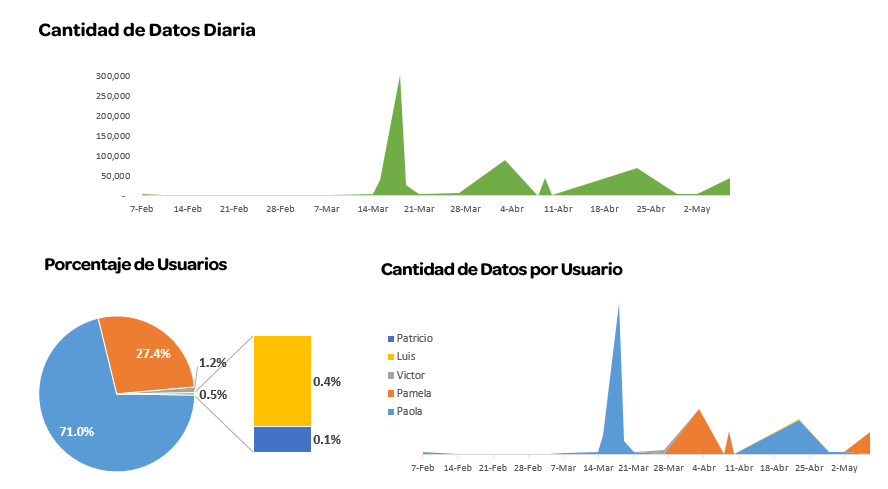 Cantidad de Datos Diaria
300,000
250,000
200,000
150,000
100,000
50,000
-
7-Feb 14-Feb 21-Feb 28-Feb 7-Mar 14-Mar 21-Mar 28-Mar 4-Abr 11-Abr 18-Abr 25-Abr 2-May
Porcentaje de Usuarios
27.4%
1.2%
0.5%
71.0%
0.4%
0.1%
Cantidad de Datos por Usuario
Patricio
Luis
Victor
Pamela
Paola
7-Feb 14-Feb 21-Feb 28-Feb 7-Mar 14-Mar 21-Mar 28-Mar 4-Abr 11-Abr 18-Abr 25-Abr 2-May